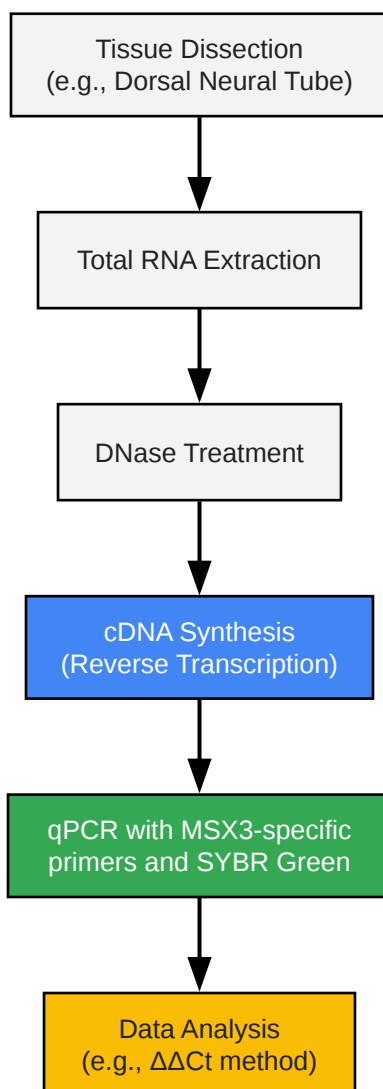 Tissue Dissection
(e.g., Dorsal Neural Tube)
Total RNA Extraction
DNase Treatment
cDNA Synthesis
(Reverse Transcription)
qPCR with MSX3-specific
primers and SYBR Green
Data Analysis
(e.g., ΔΔCt method)